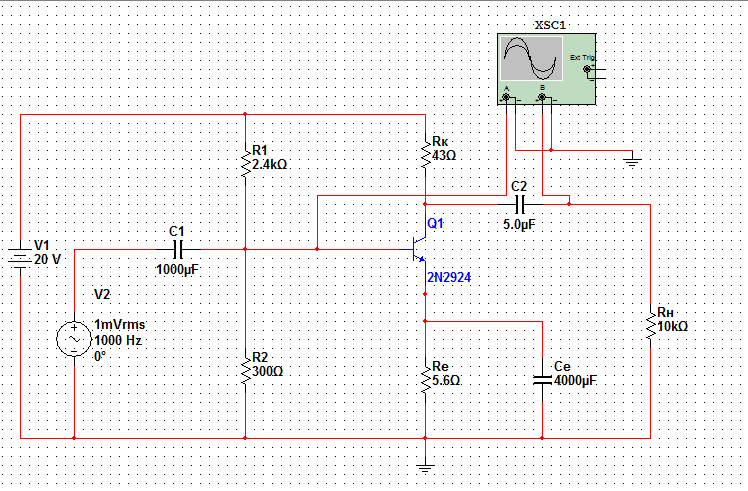 XSC1
Ext Trig
+
−
A
B
+ − + −
R1
2.4kΩ
Rк
43Ω
C2
5.0µF
Q1
2N2924
C1
1000µF
V1
20 V
V2
1mVrms
1000 Hz
0°
R2
300Ω
Re
5.6Ω
Ce
4000µF
Rн
10kΩ